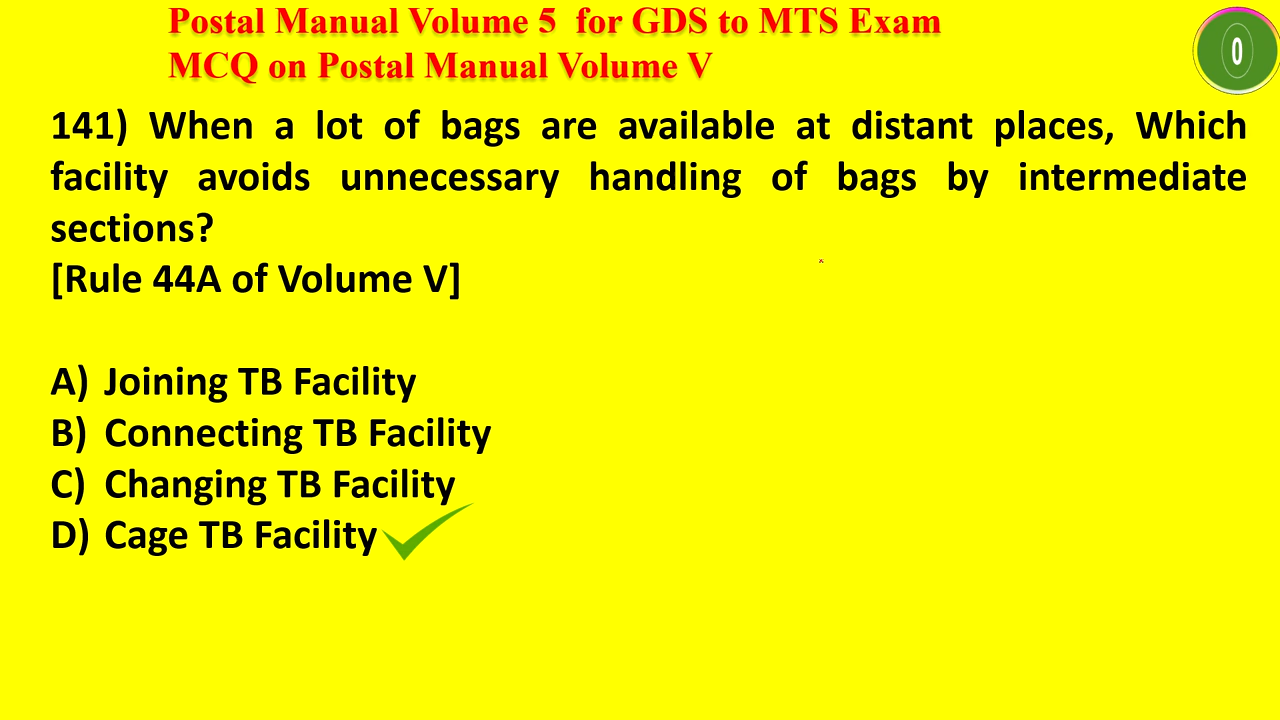 Postal Manual Volume 5 for GDS to MTS Exam
MCQ on Postal Manual Volume V
0
141) When a lot of bags are available at distant places, Which
facility avoids unnecessary handling of bags by intermediate
sections?
[Rule 44A of Volume V]
A) Joining TB Facility
B) Connecting TB Facility
C) Changing TB Facility
D) Cage TB Facility